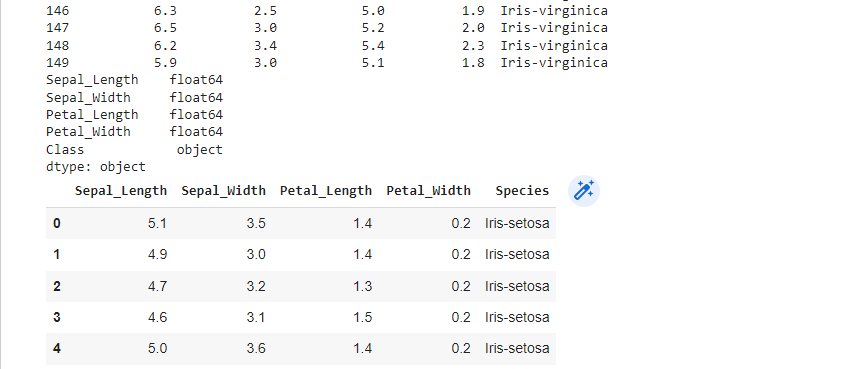 146 6.3 2.5 5.0 1.9 Iris-virginica
147 6.5 3.0 5.2 2.0 Iris-virginica
148 6.2 3.4 5.4 2.3 Iris-virginica
149 5.9 3.0 5.1 1.8 Iris-virginica
Sepal_Length float64
Sepal_Width float64
Petal_Length float64
Petal_Width float64
Class object
dtype: object
Sepal_Length Sepal_Width Petal_Length Petal_Width Species
0 5.1 3.5 1.4 0.2 Iris-setosa
1 4.9 3.0 1.4 0.2 Iris-setosa
2 4.7 3.2 1.3 0.2 Iris-setosa
3 4.6 3.1 1.5 0.2 Iris-setosa
4 5.0 3.6 1.4 0.2 Iris-setosa